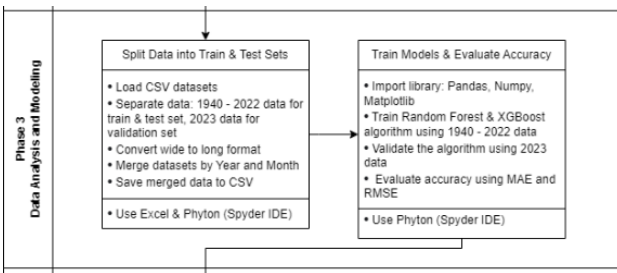 Phase 3
Data Analysis and Modeling
Split Data into Train & Test Sets
• Load CSV datasets
• Separate data: 1940 - 2022 data for
train & test set, 2023 data for
validation set
• Convert wide to long format
• Merge datasets by Year and Month
• Save merged data to CSV
• Use Excel & Phyton (Spyder IDE)
Train Models & Evaluate Accuracy
• Import library: Pandas, Numpy,
Matplotlib
• Train Random Forest & XGBoost
algorithm using 1940 - 2022 data
• Validate the algorithm using 2023
data
• Evaluate accuracy using MAE and
RMSE
• Use Phyton (Spyder IDE)